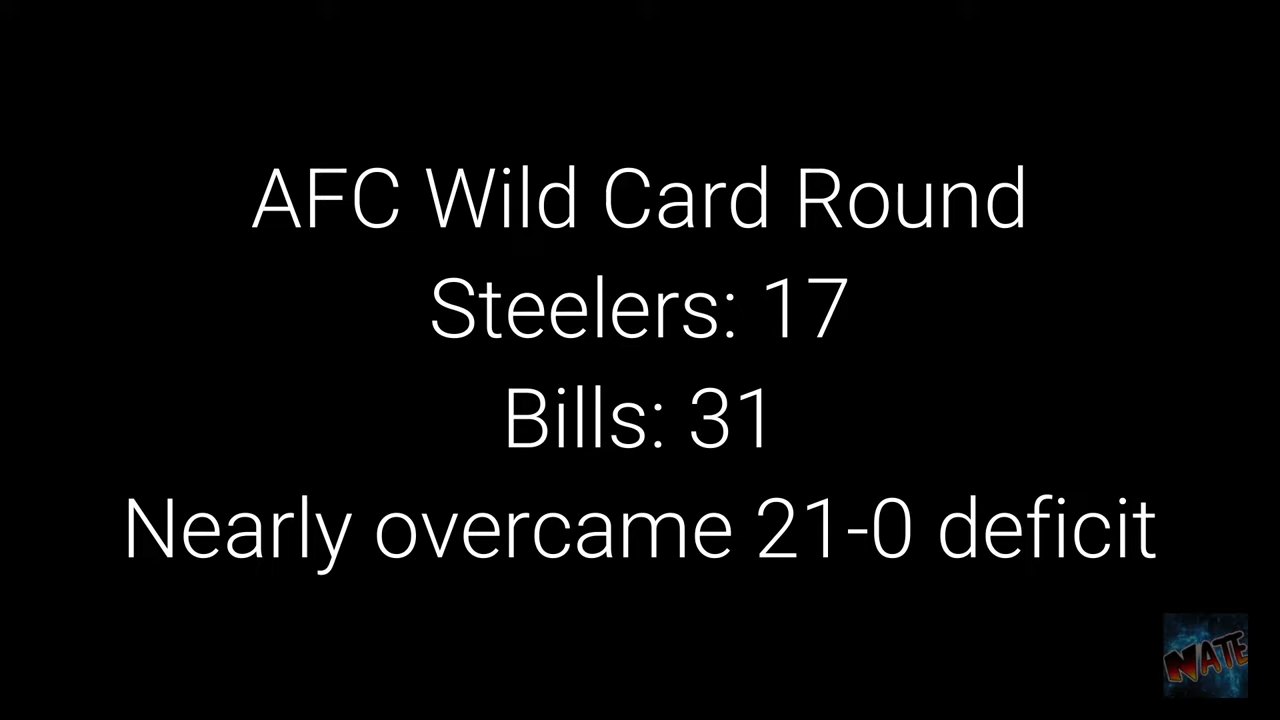 AFC Wild Card Round
Steelers: 17
Bills: 31
Nearly overcame 21-0 deficit
NATE